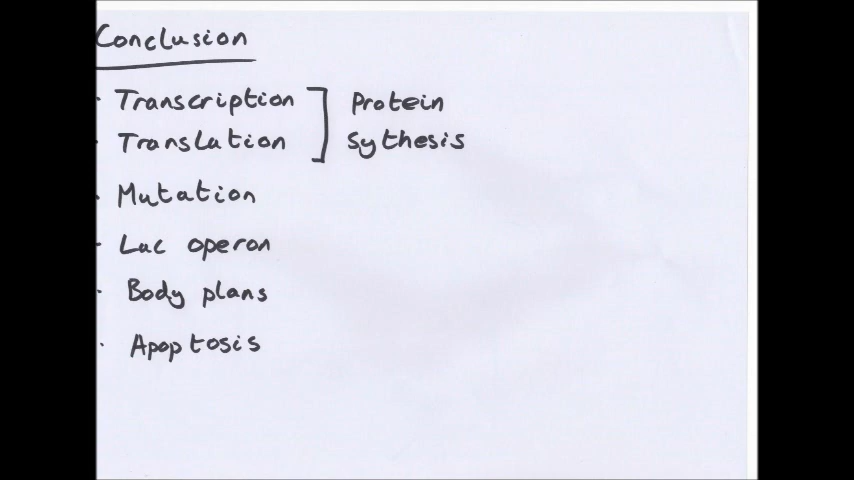 Conclusion
· Transcription
· Translation
Protein
Sythesis
· Mutation
· Lac operon
· Body plans
· Apoptosis